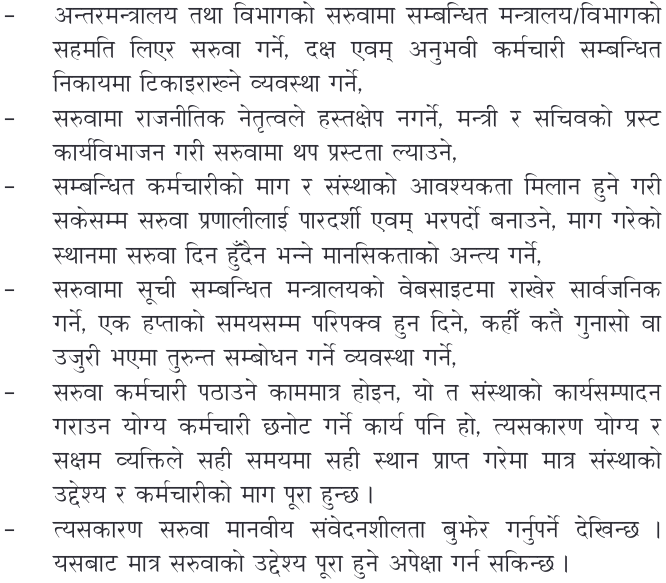 – अन्तरमन्त्रालय तथा विभागको सरुवामा सम्बन्धित मन्त्रालय/विभागको
सहमति लिएर सरुवा गर्ने, दक्ष एवम् अनुभवी कर्मचारी सम्बन्धित
निकायमा टिकाइराख्ने व्यवस्था गर्ने,
– सरुवामा राजनीतिक नेतृत्वले हस्तक्षेप नगर्ने, मन्त्री र सचिवको प्रस्ट
कार्यविभाजन गरी सरुवामा थप प्रस्टता ल्याउने,
– सम्बन्धित कर्मचारीको माग र संस्थाको आवश्यकता मिलान हुने गरी
सकेसम्म सरुवा प्रणालीलाई पारदर्शी एवम् भरपर्दो बनाउने, माग गरेको
स्थानमा सरुवा दिन हुँदैन भन्ने मानसिकताको अन्त्य गर्ने,
– सरुवामा सूची सम्बन्धित मन्त्रालयको वेबसाइटमा राखेर सार्वजनिक
गर्ने, एक हप्ताको समयसम्म परिपक्व हुन दिने, कहीँ कतै गुनासो वा
उजुरी भएमा तुरुन्त सम्बोधन गर्ने व्यवस्था गर्ने,
– सरुवा कर्मचारी पठाउने काममात्र होइन, यो त संस्थाको कार्यसम्पादन
गराउन योग्य कर्मचारी छनोट गर्ने कार्य पनि हो, त्यसकारण योग्य र
सक्षम व्यक्तिले सही समयमा सही स्थान प्राप्त गरेमा मात्र संस्थाको
उद्देश्य र कर्मचारीको माग पूरा हुन्छ ।
– त्यसकारण सरुवा मानवीय संवेदनशीलता बुझेर गर्नुपर्ने देखिन्छ ।
यसबाट मात्र सरुवाको उद्देश्य पूरा हुने अपेक्षा गर्न सकिन्छ ।